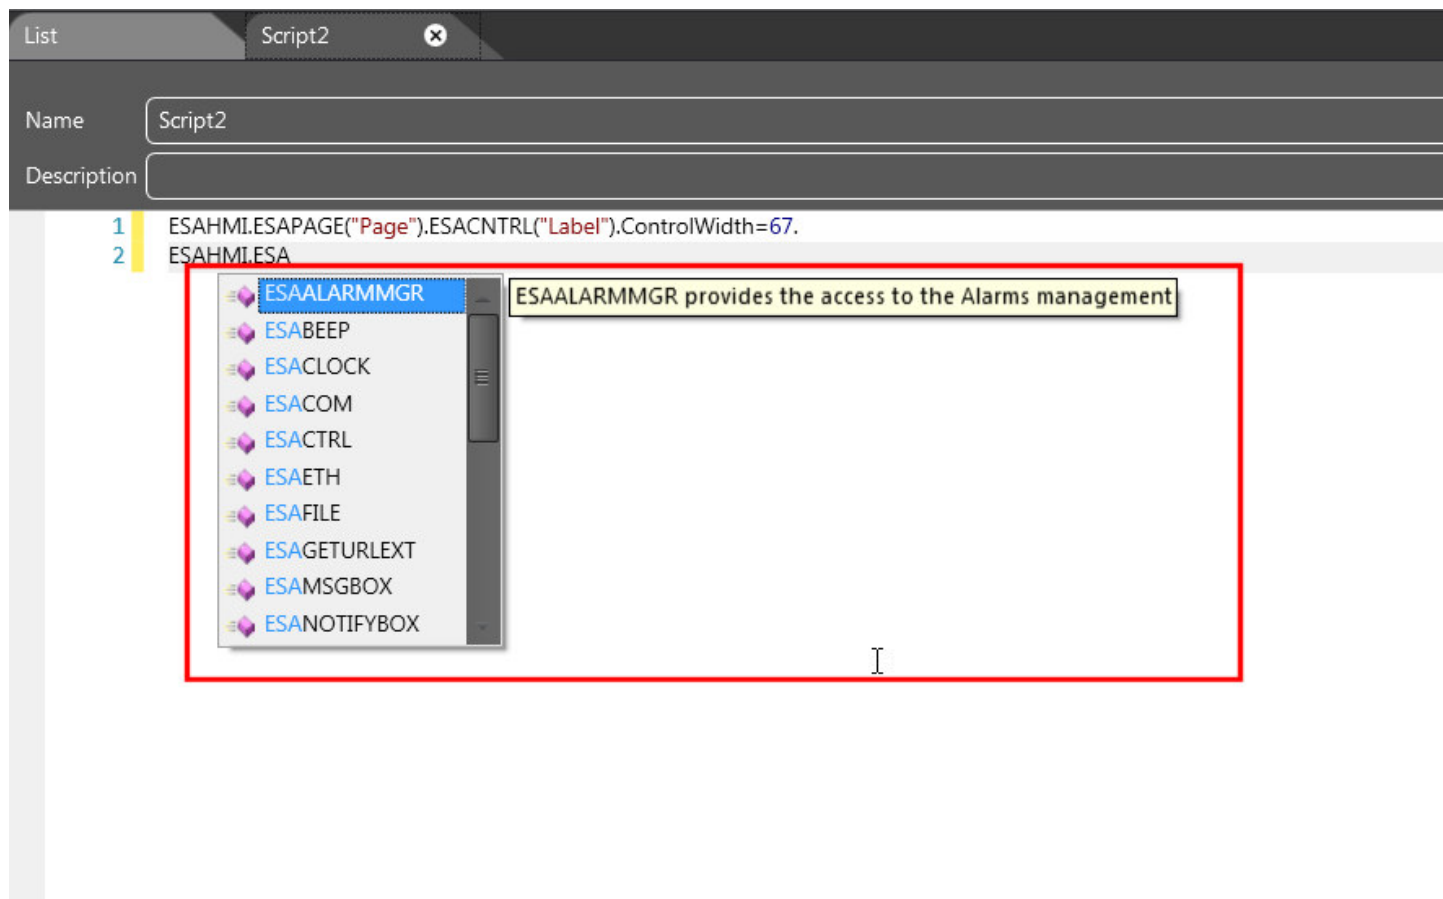 List
Script2
Name
Script2
Description
1 ESAHMI.ESAPAGE("Page").ESACNTRL("Label").ControlWidth=67.
2 ESAHMI.ESA
ESAALARMMGR
ESAALARMMGR provides the access to the Alarms management
ESABEEP
ESACLOCK
ESACOM
ESACTRL
ESAETH
ESAFILE
ESAGETURLEXT
ESAMSGBOX
ESANOTIFYBOX